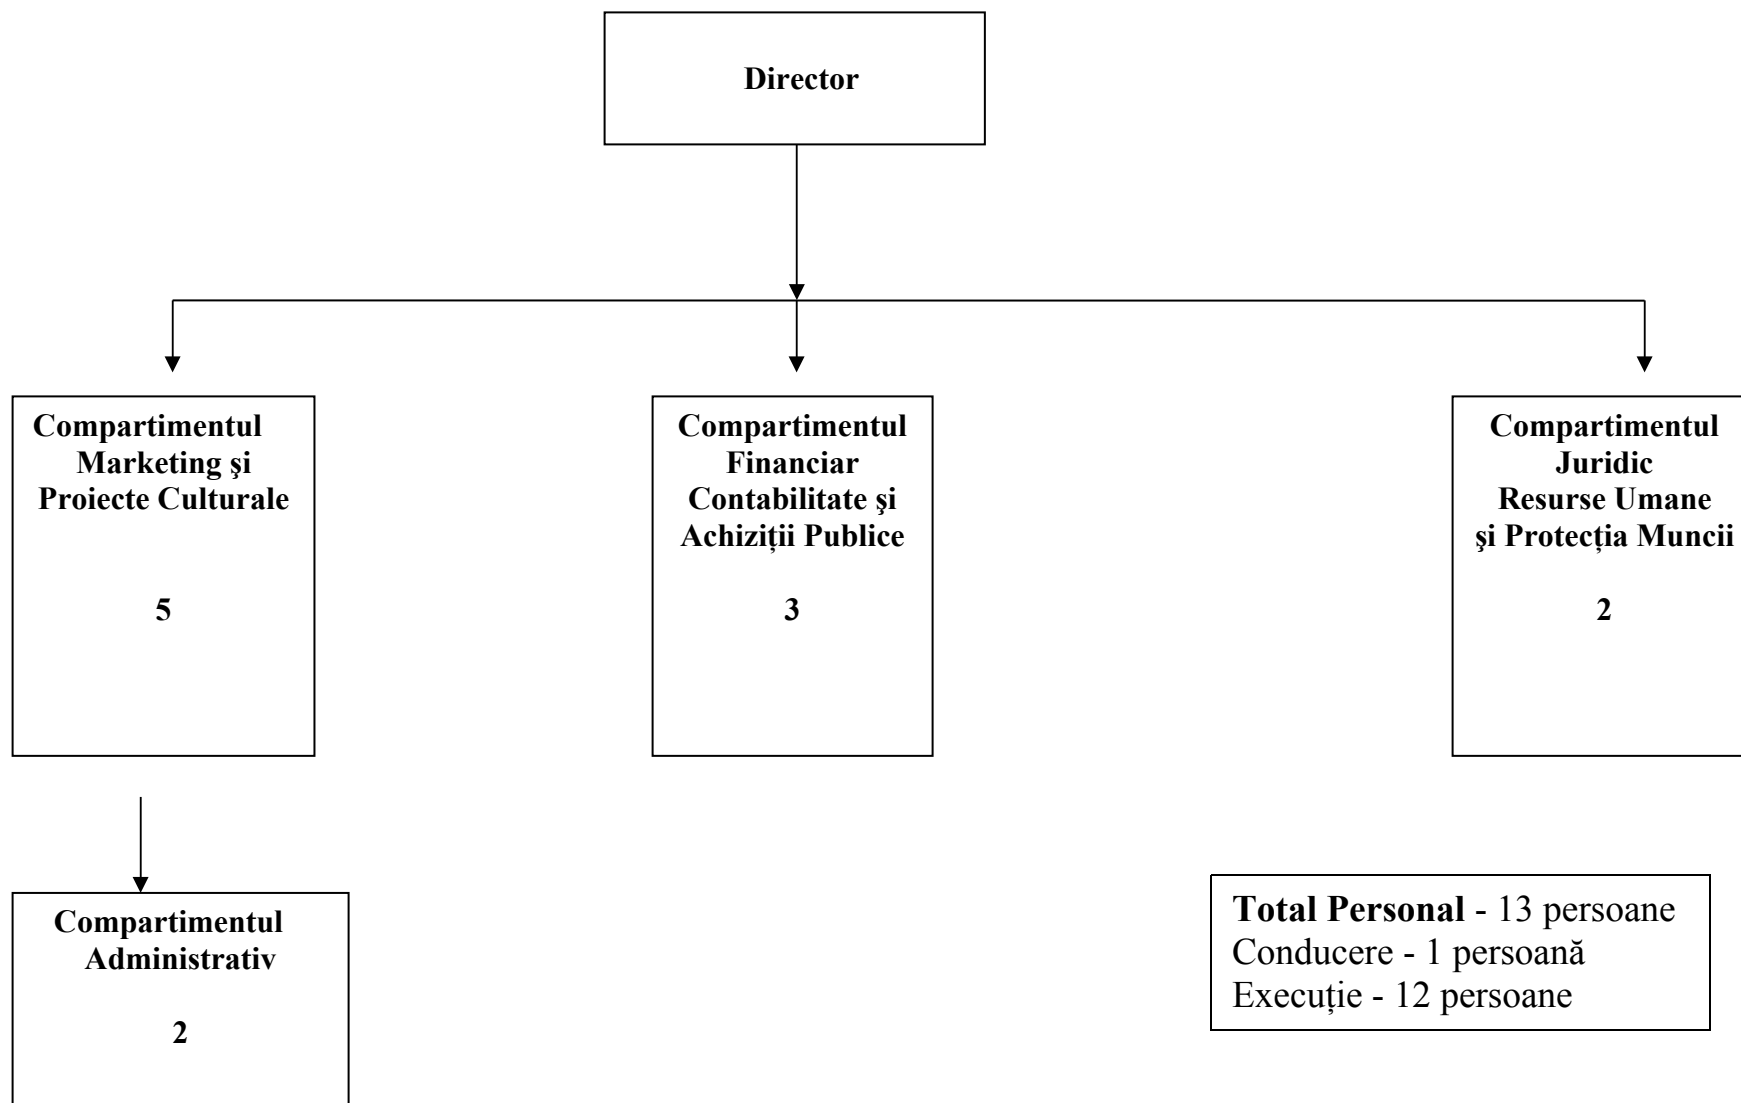 Director
Compartimentul
Marketing şi
Proiecte Culturale
5
Compartimentul
Financiar
Contabilitate şi
Achiziții Publice
3
Compartimentul
Juridic
Resurse Umane
şi Protecția Muncii
2
Compartimentul
Administrativ
2
Total Personal - 13 persoane
Conducere - 1 persoană
Execuție - 12 persoane